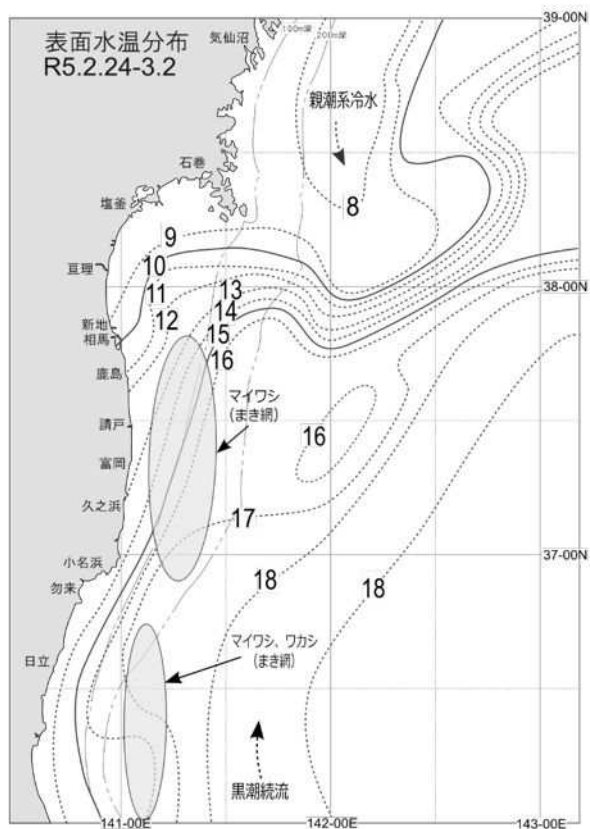 表面水温分布
R5.2.24-3.2
気仙沼
100m深
200m深
39-00N
親潮系冷水
石巻
塩釜
8
9
亘理
10
11
12
13
14
15
16
38-00N
新地
相馬
鹿島
マイワシ
(まき網)
請戸
16
富岡
久之浜
17
小名浜
37-00N
勿来
18
18
マイワシ、ワカシ
(まき網)
日立
黒潮続流
141-00E
142-00E
143-00E